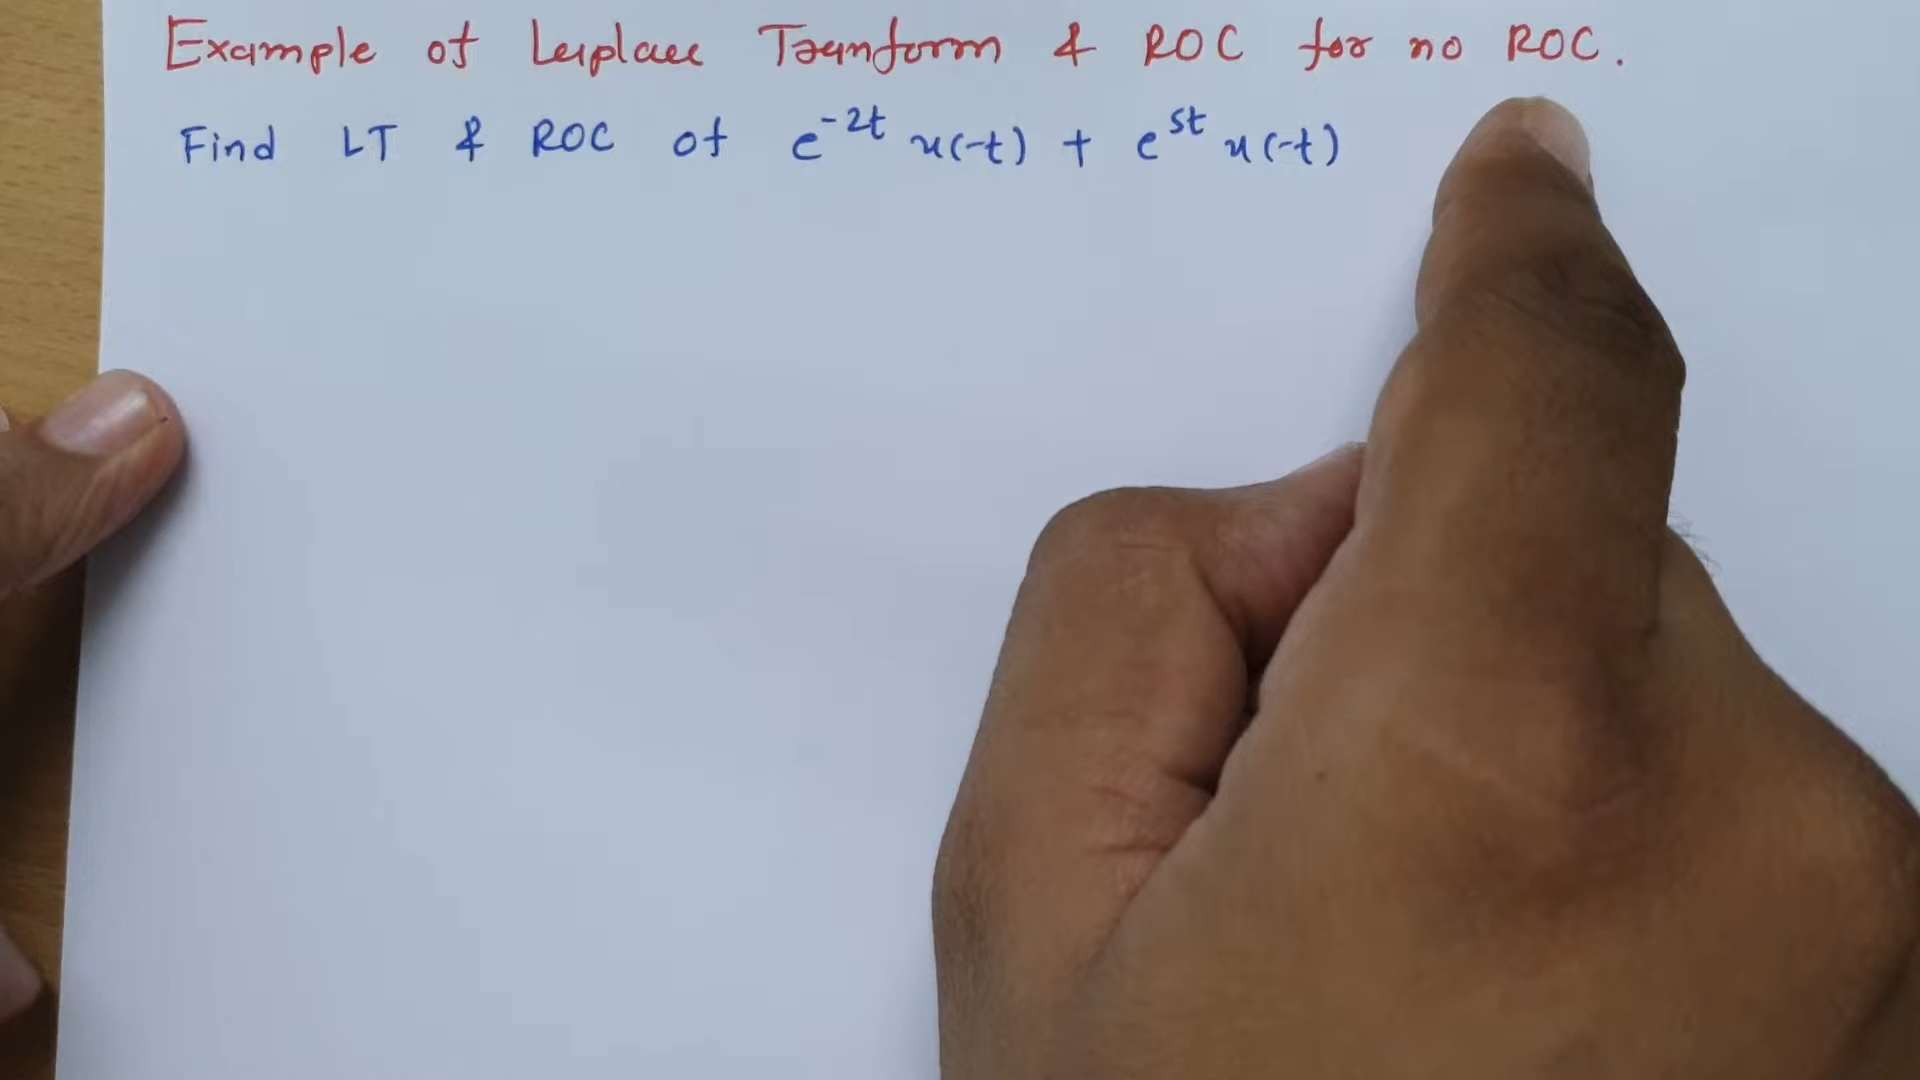 Example of Laplace Transform & ROC for no ROC.
Find LT & ROC of e^-2t u(-t) + e^5t u(-t)